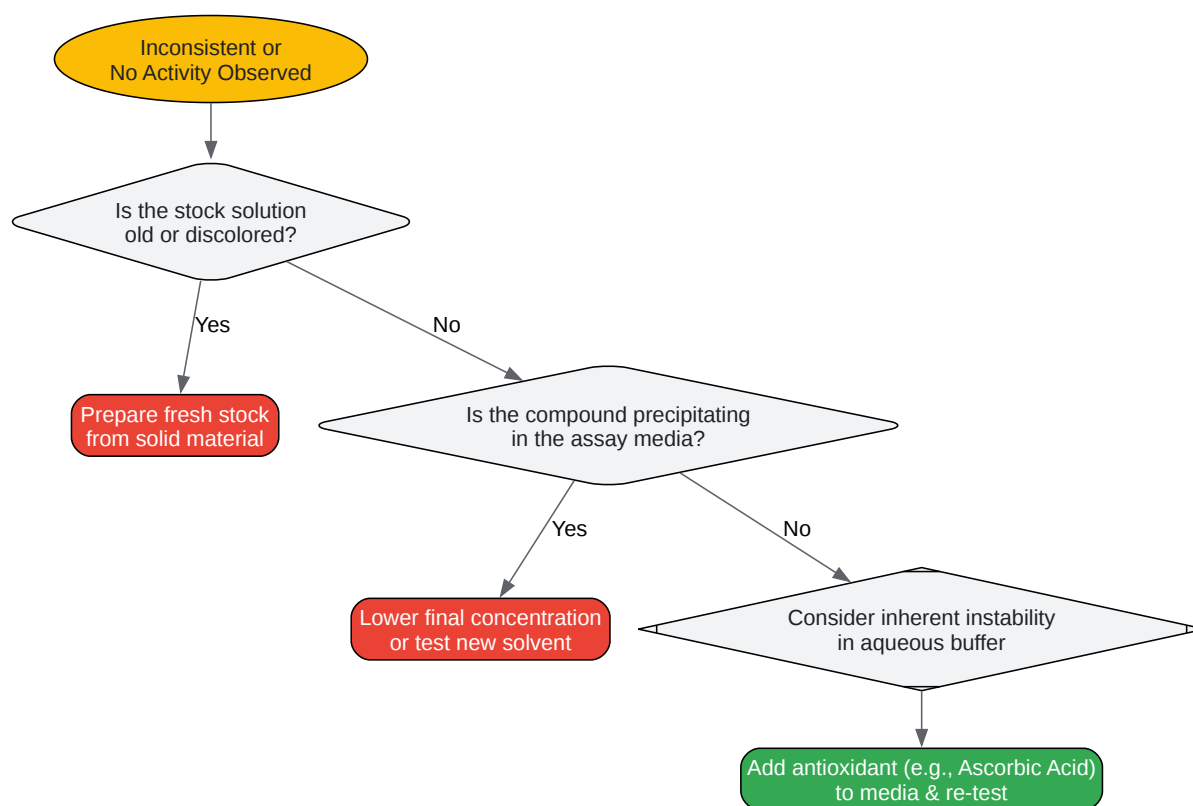 Inconsistent or
No Activity Observed
Is the stock solution
old or discolored?
Yes
No
Prepare fresh stock
from solid material
Is the compound precipitating
in the assay media?
Yes
No
Lower final concentration
or test new solvent
Consider inherent instability
in aqueous buffer
Add antioxidant (e.g., Ascorbic Acid)
to media & re-test